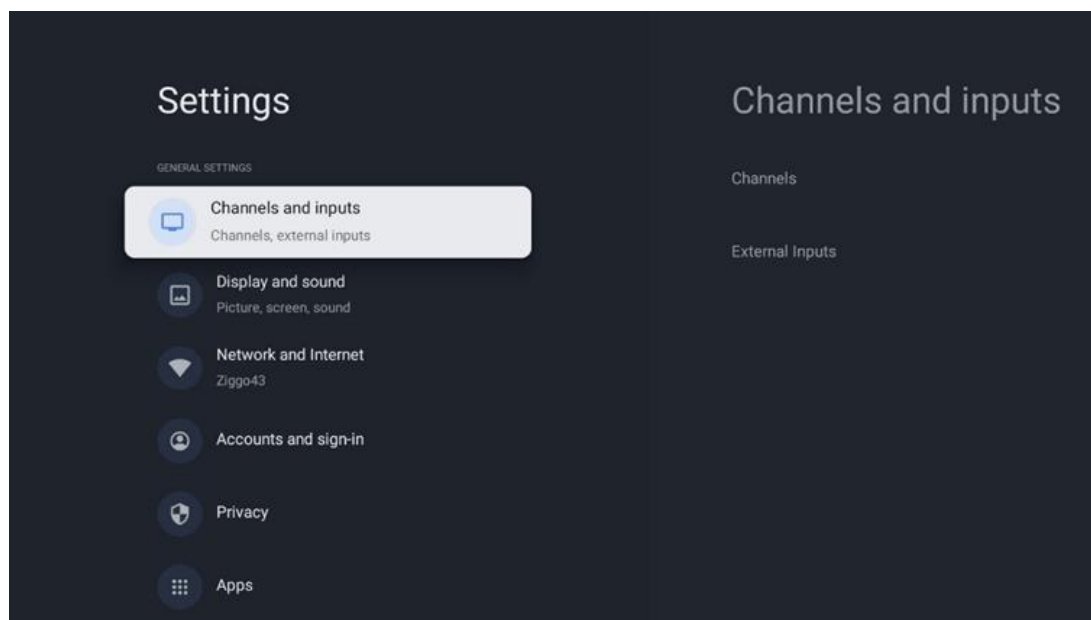 Settings
GENERAL SETTINGS
Channels and inputs
Channels, external inputs
Display and sound
Picture, screen, sound
Network and Internet
Ziggo43
Accounts and sign-in
Privacy
Apps
Channels and inputs
Channels
External Inputs